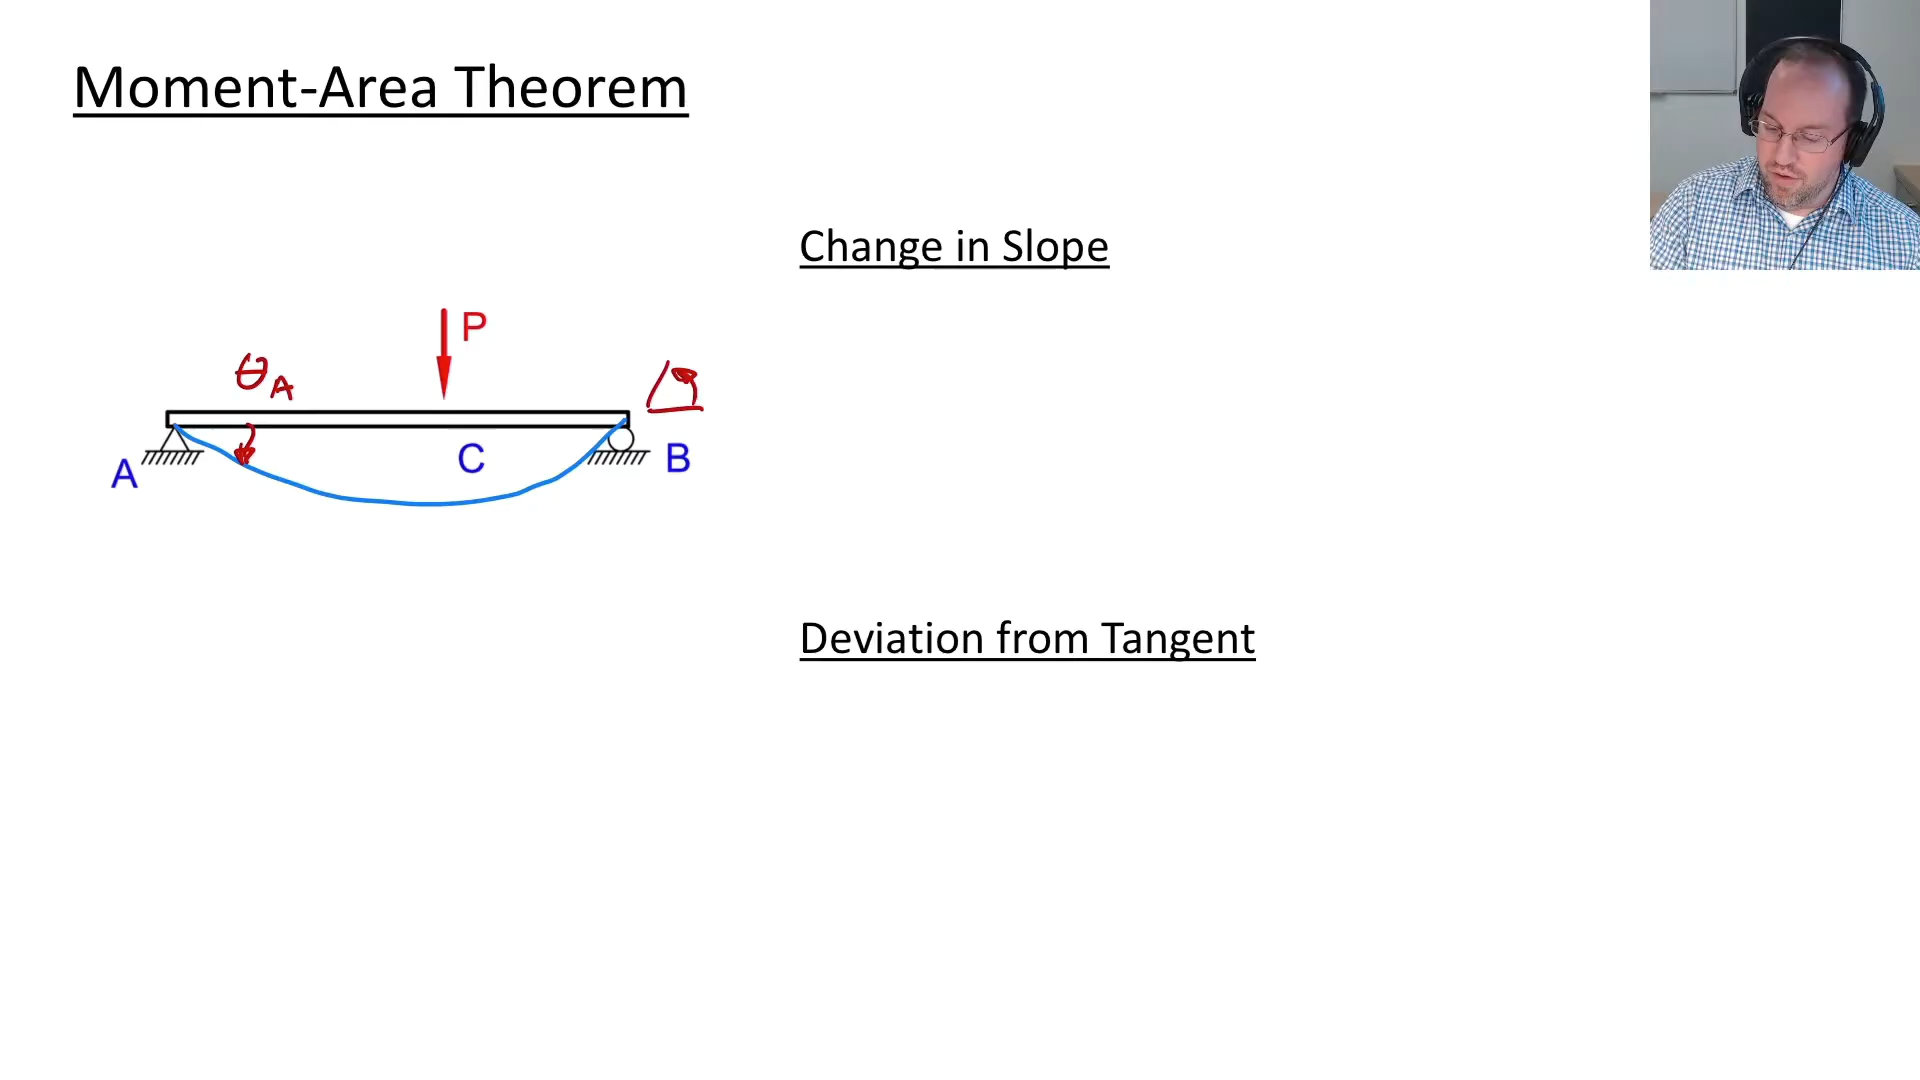 Moment-Area Theorem
Change in Slope
P
θA
A
C
B
Deviation from Tangent